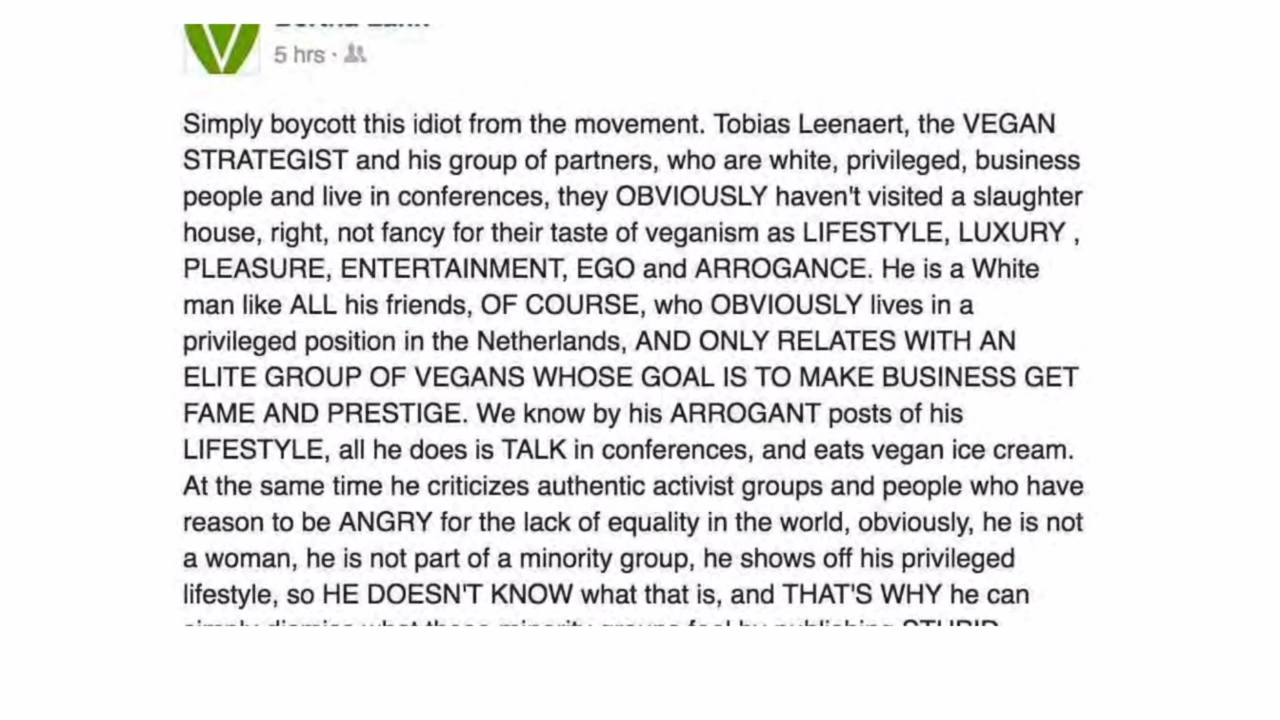 5 hrs ·
Simply boycott this idiot from the movement. Tobias Leenaert, the VEGAN
STRATEGIST and his group of partners, who are white, privileged, business
people and live in conferences, they OBVIOUSLY haven't visited a slaughter
house, right, not fancy for their taste of veganism as LIFESTYLE, LUXURY ,
PLEASURE, ENTERTAINMENT, EGO and ARROGANCE. He is a White
man like ALL his friends, OF COURSE, who OBVIOUSLY lives in a
privileged position in the Netherlands, AND ONLY RELATES WITH AN
ELITE GROUP OF VEGANS WHOSE GOAL IS TO MAKE BUSINESS GET
FAME AND PRESTIGE. We know by his ARROGANT posts of his
LIFESTYLE, all he does is TALK in conferences, and eats vegan ice cream.
At the same time he criticizes authentic activist groups and people who have
reason to be ANGRY for the lack of equality in the world, obviously, he is not
a woman, he is not part of a minority group, he shows off his privileged
lifestyle, so HE DOESN'T KNOW what that is, and THAT'S WHY he can